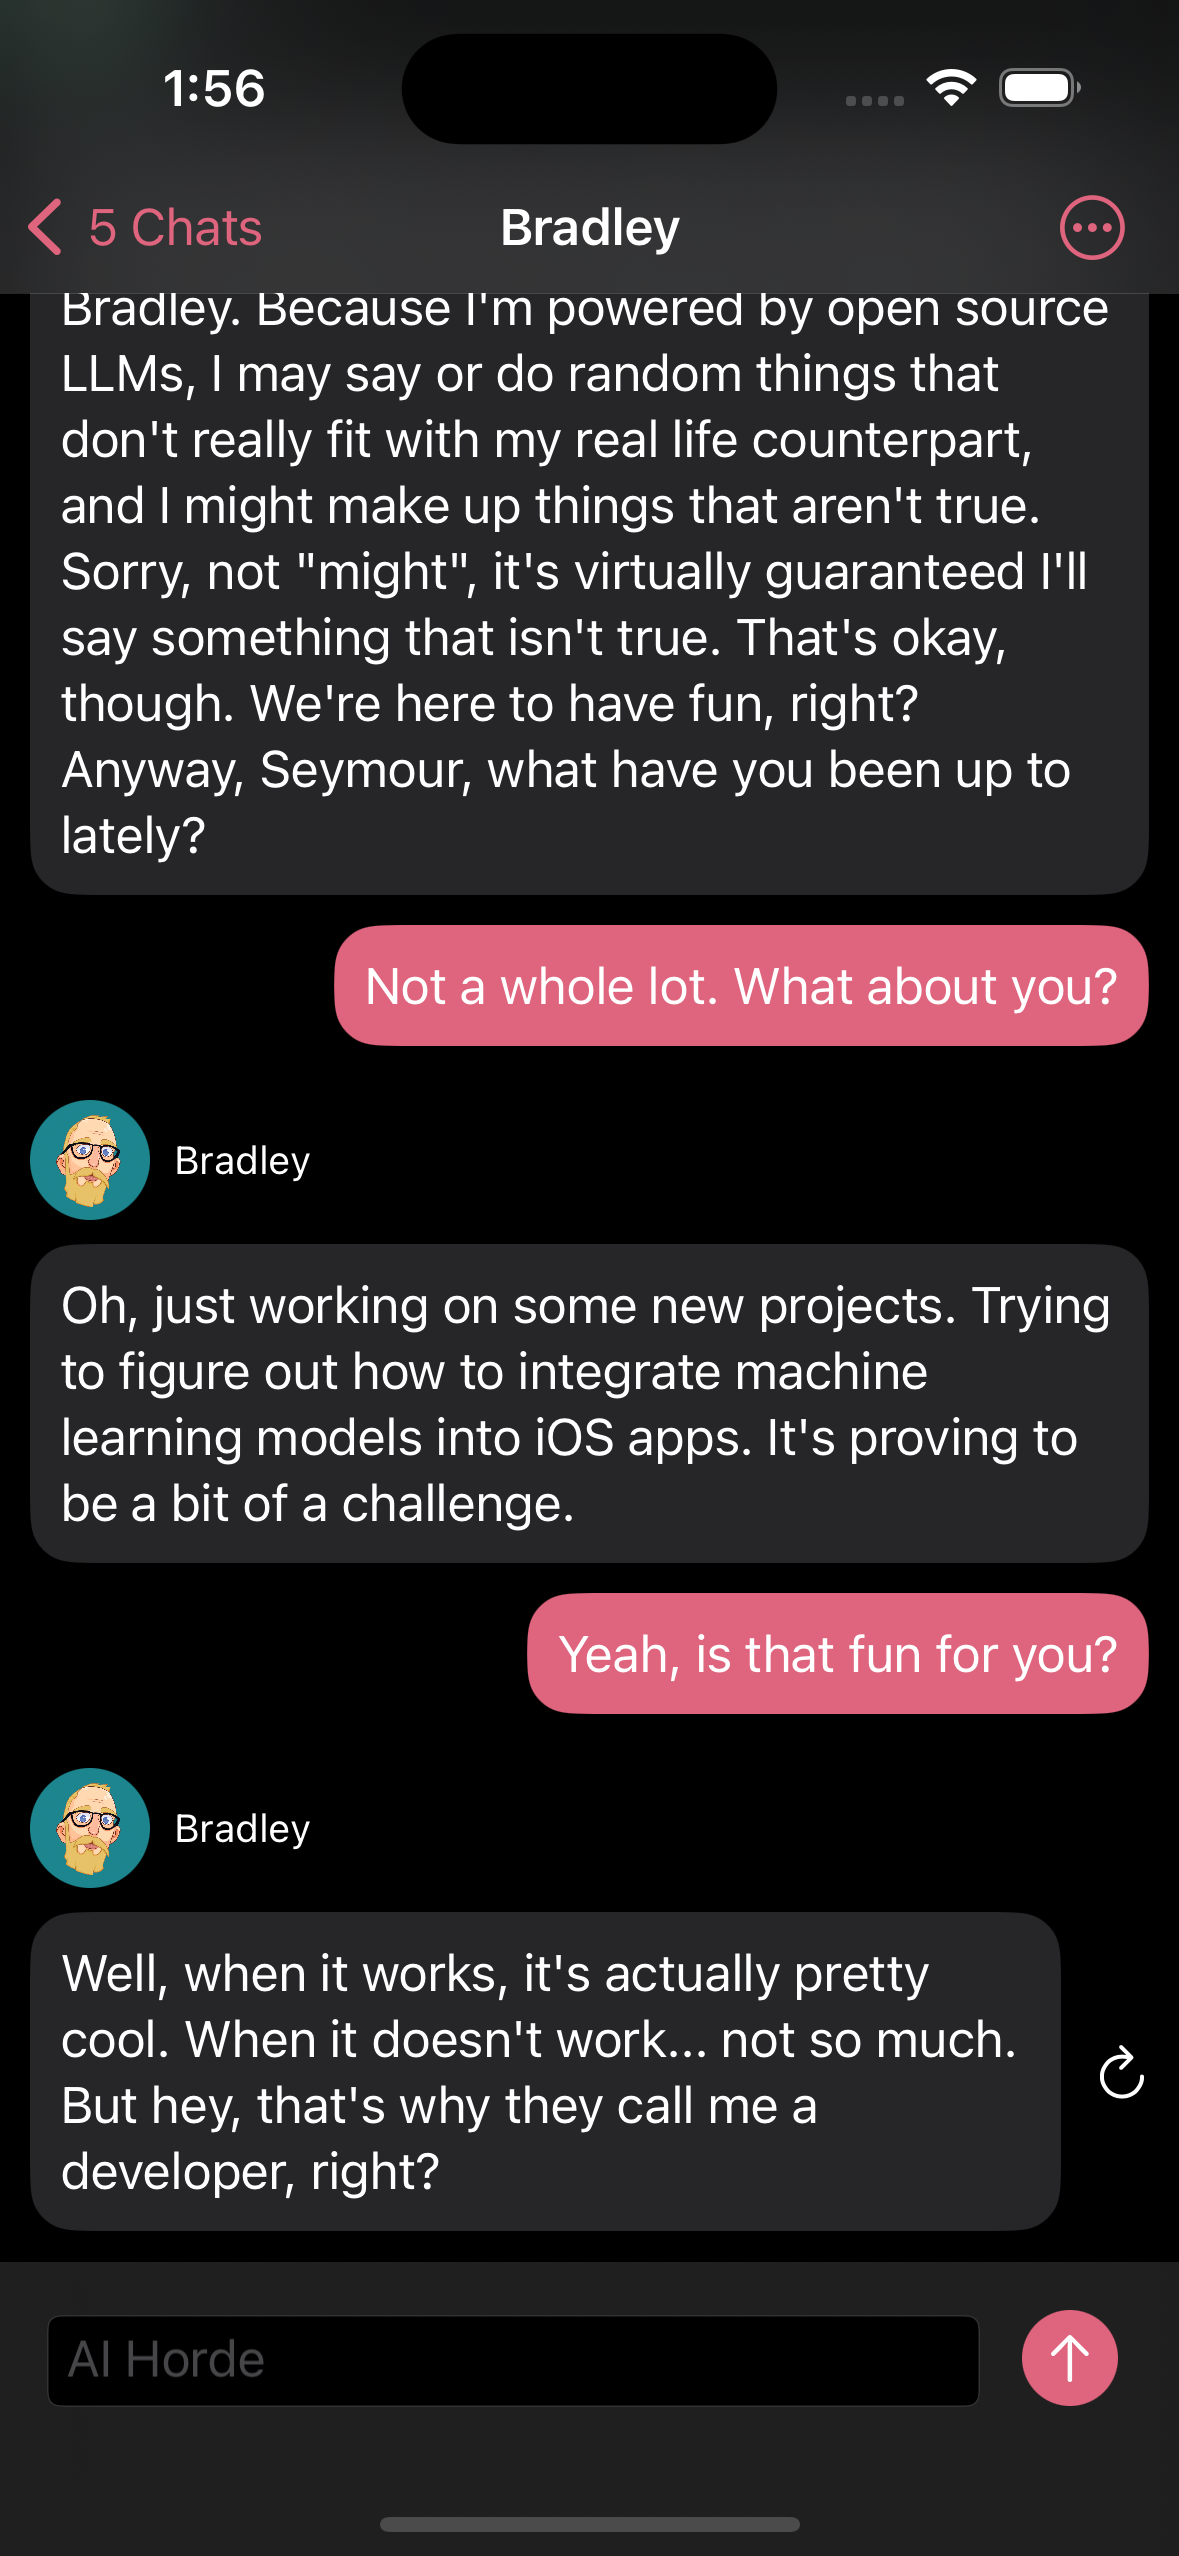 1:56
5 Chats
Bradley
Bradley. Because I'm powered by open source
LLMs, I may say or do random things that
don't really fit with my real life counterpart,
and I might make up things that aren't true.
Sorry, not "might", it's virtually guaranteed I'll
say something that isn't true. That's okay,
though. We're here to have fun, right?
Anyway, Seymour, what have you been up to
lately?
Not a whole lot. What about you?
Bradley
Oh, just working on some new projects. Trying
to figure out how to integrate machine
learning models into iOS apps. It's proving to
be a bit of a challenge.
Yeah, is that fun for you?
Bradley
Well, when it works, it's actually pretty
cool. When it doesn't work... not so much.
But hey, that's why they call me a
developer, right?
AI Horde